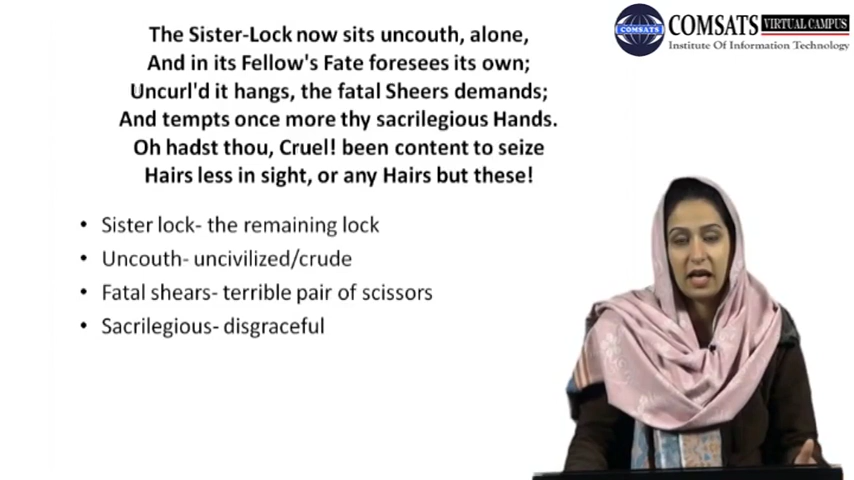 The Sister-Lock now sits uncouth, alone,
And in its Fellow's Fate foresees its own;
Uncurl'd it hangs, the fatal Sheers demands;
And tempts once more thy sacrilegious Hands.
Oh hadst thou, Cruel! been content to seize
Hairs less in sight, or any Hairs but these!
• Sister lock- the remaining lock
• Uncouth- uncivilized/crude
• Fatal shears- terrible pair of scissors
• Sacrilegious- disgraceful
COMSATS
COMSATS VIRTUAL CAMPUS
Institute Of Information Technology